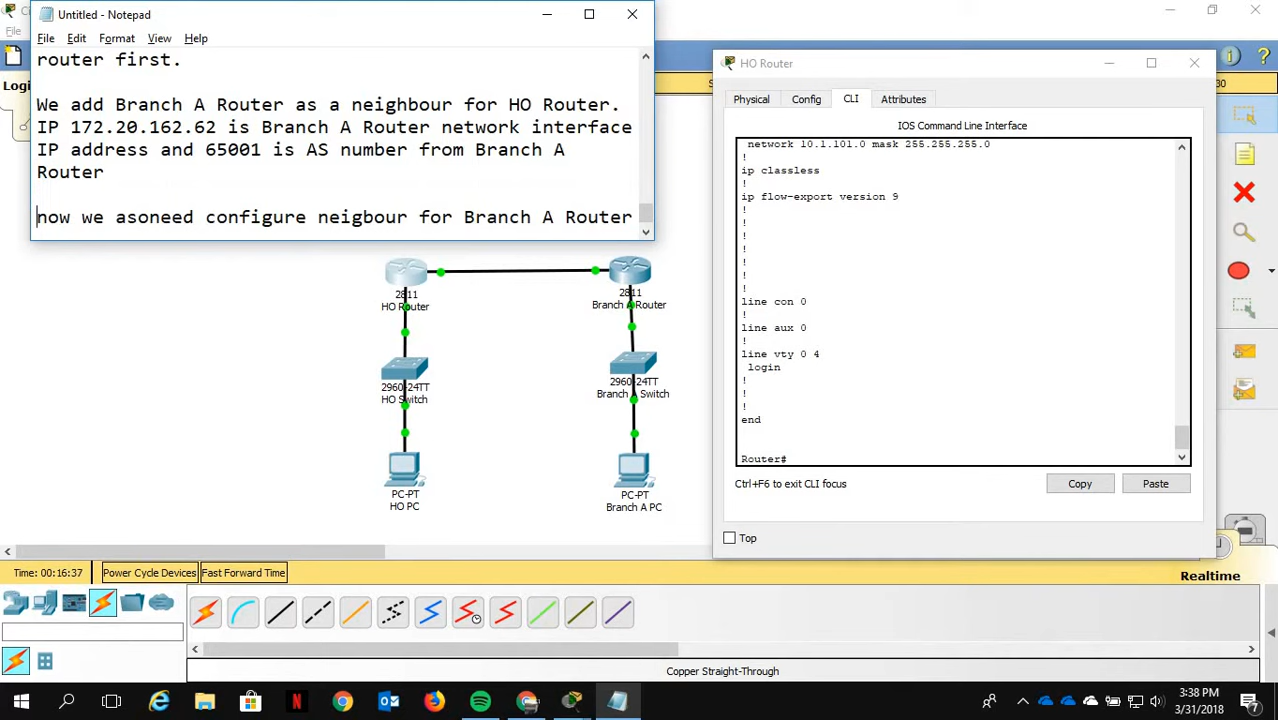 Untitled - Notepad
File Edit Format View Help
router first.
We add Branch A Router as a neighbour for HO Router.
IP 172.20.162.62 is Branch A Router network interface
IP address and 65001 is AS number from Branch A
Router
now we asoneed configure neigbour for Branch A Router
File
Logi
30
HO Router
Physical Config CLI Attributes
IOS Command Line Interface
network 10.1.101.0 mask 255.255.255.0
!
ip classless
!
ip flow-export version 9
!
!
!
!
!
!
!
line con 0
!
line aux 0
!
line vty 0 4
login
!
!
!
end
Router#
Ctrl+F6 to exit CLI focus
Copy Paste
Top
2811
HO Router
2811
Branch A Router
2960-24TT
HO Switch
2960-24TT
Branch A Switch
PC-PT
HO PC
PC-PT
Branch A PC
Time: 00:16:37 Power Cycle Devices Fast Forward Time
Realtime
Copper Straight-Through
3:38 PM
3/31/2018
7